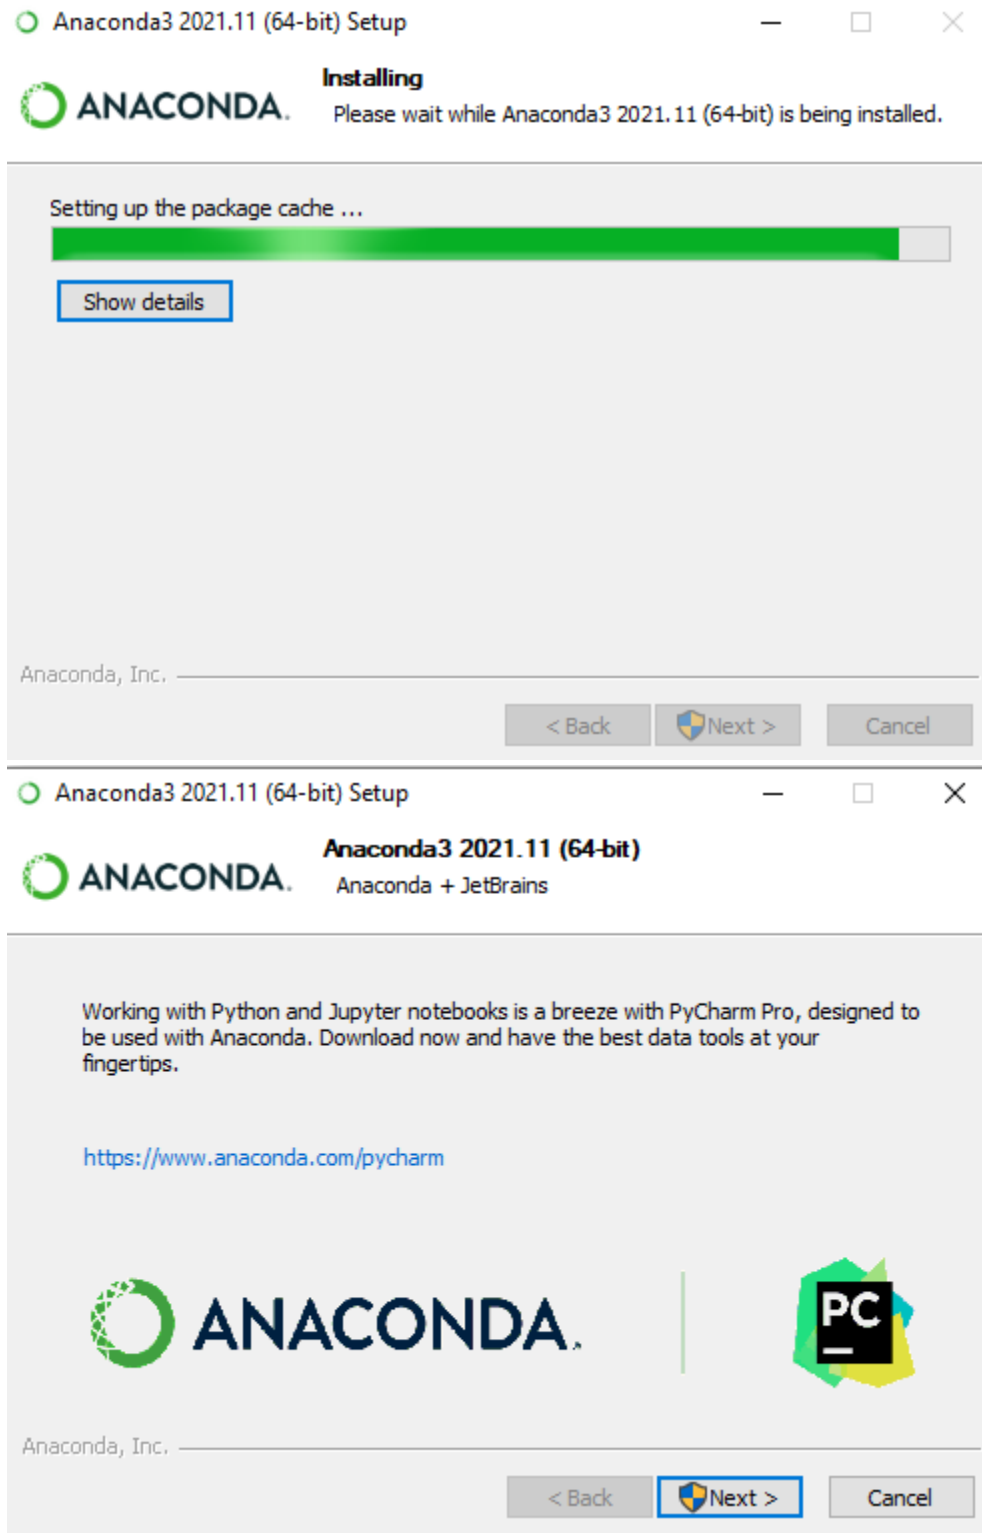 Anaconda3 2021.11 (64-bit) Setup
ANACONDA.
Installing
Please wait while Anaconda3 2021.11 (64-bit) is being installed.
Setting up the package cache ...
Show details
Anaconda, Inc.
< Back
Next >
Cancel
Anaconda3 2021.11 (64-bit) Setup
ANACONDA.
Anaconda3 2021.11 (64-bit)
Anaconda + JetBrains
Working with Python and Jupyter notebooks is a breeze with PyCharm Pro, designed to
be used with Anaconda. Download now and have the best data tools at your
fingertips.
https://www.anaconda.com/pycharm
ANACONDA.
PC
Anaconda, Inc.
< Back
Next >
Cancel